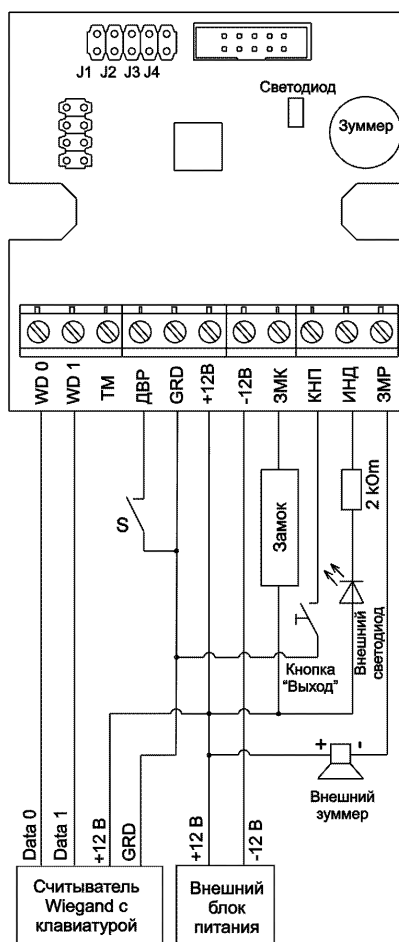 J1 J2 J3 J4
Светодиод
Зуммер
WD 0
WD 1
TM
ДВР
GRD
+12В
-12В
ЗМК
КНП
ИНД
ЗМР
S
Замок
2 kOm
Кнопка
“Выход”
Внешний
светодиод
+ -
Внешний
зуммер
Data 0
Data 1
+12 В
GRD
+12 В
-12 В
Считыватель
Wiegand с
клавиатурой
Внешний
блок
питания